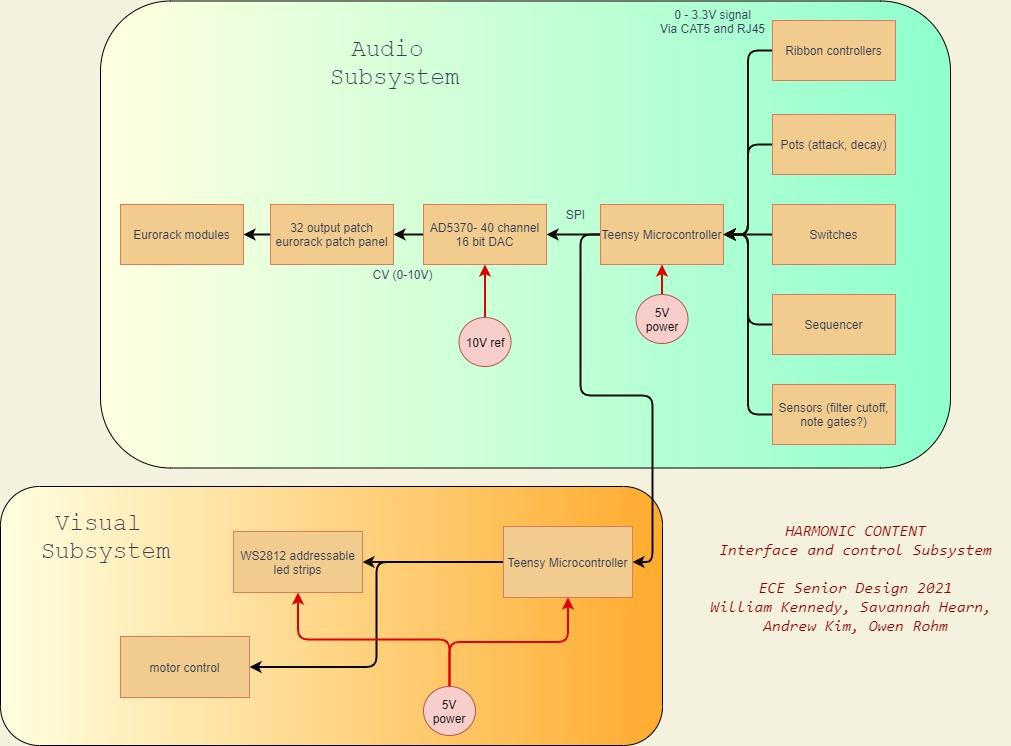 0 - 3.3V signal
Via CAT5 and RJ45
Audio
Subsystem
Ribbon controllers
Pots (attack, decay)
Eurorack modules
32 output patch
eurorack patch panel
CV (0-10V)
AD5370- 40 channel
16 bit DAC
SPI
Teensy Microcontroller
Switches
10V ref
5V
power
Sequencer
Sensors (filter cutoff,
note gates?)
Visual
Subsystem
WS2812 addressable
led strips
Teensy Microcontroller
motor control
5V
power
HARMONIC CONTENT
Interface and control Subsystem
ECE Senior Design 2021
William Kennedy, Savannah Hearn,
Andrew Kim, Owen Rohm